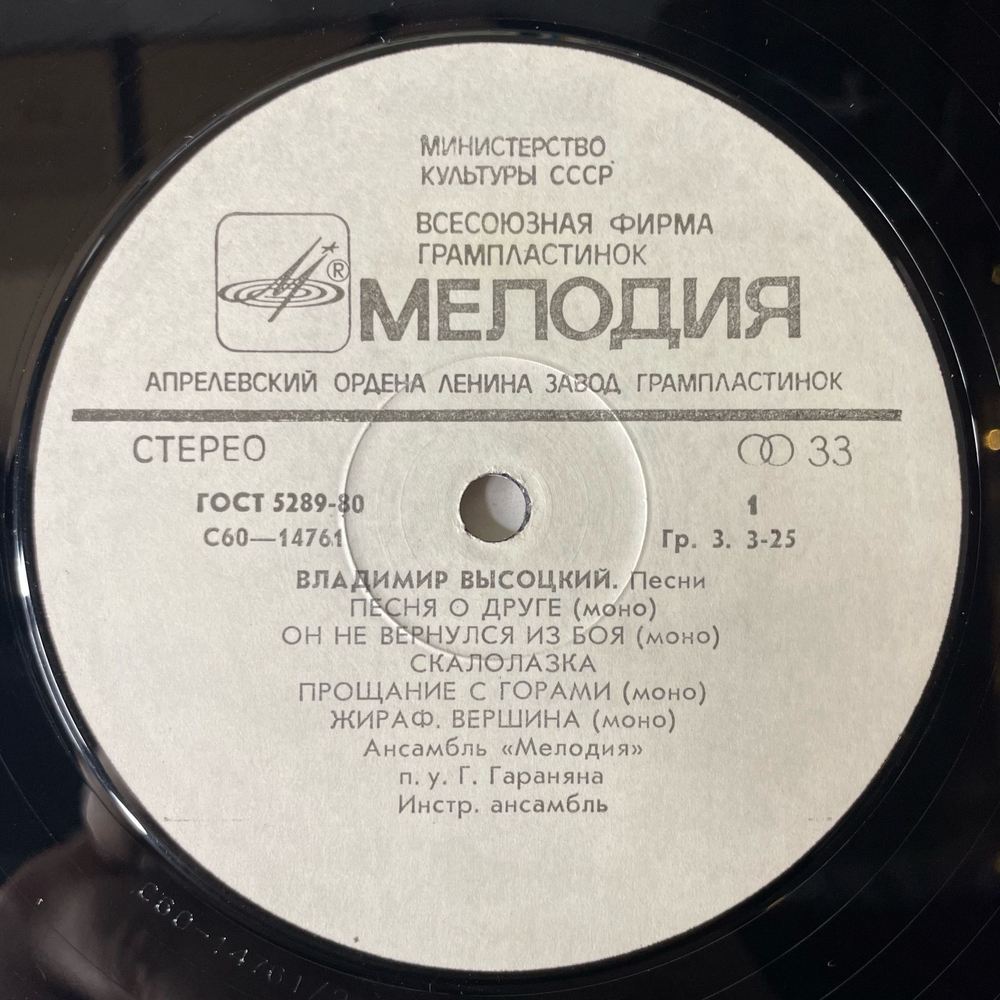 МИНИСТЕРСТВО
КУЛЬТУРЫ СССР
ВСЕСОЮЗНАЯ ФИРМА
ГРАМПЛАСТИНОК
®
МЕЛОДИЯ
АПРЕЛЕВСКИЙ ОРДЕНА ЛЕНИНА ЗАВОД ГРАМПЛАСТИНОК
СТЕРЕО
33
ГОСТ 5289-80
1
С60—14761
Гр. 3. 3-25
ВЛАДИМИР ВЫСОЦКИЙ. Песни
ПЕСНЯ О ДРУГЕ (моно)
ОН НЕ ВЕРНУЛСЯ ИЗ БОЯ (моно)
СКАЛОЛАЗКА
ПРОЩАНИЕ С ГОРАМИ (моно)
ЖИРАФ. ВЕРШИНА (моно)
Ансамбль «Мелодия»
п. у. Г. Гараняна
Инстр. ансамбль
С60-14761